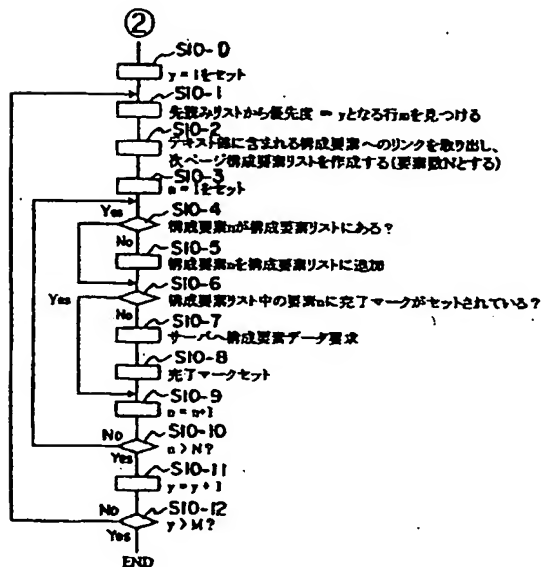 ②
S10-0
y = 1をセット
S10-1
先読みリストから優先度 = yとなる行mを見つける
S10-2
テキスト部に含まれる構成要素へのリンクを取り出し、
次ページ構成要素リストを作成する(要素数Nとする)
S10-3
n = 1をセット
Yes
S10-4
構成要素nが構成要素リストにある?
No
S10-5
構成要素nを構成要素リストに追加
S10-6
Yes
構成要素リスト中の要素nに完了マークがセットされている?
No
S10-7
サーバへ構成要素データ要求
S10-8
完了マークセット
S10-9
n = n+1
No
S10-10
n > N?
Yes
S10-11
y = y + 1
No
S10-12
y > M?
Yes
END